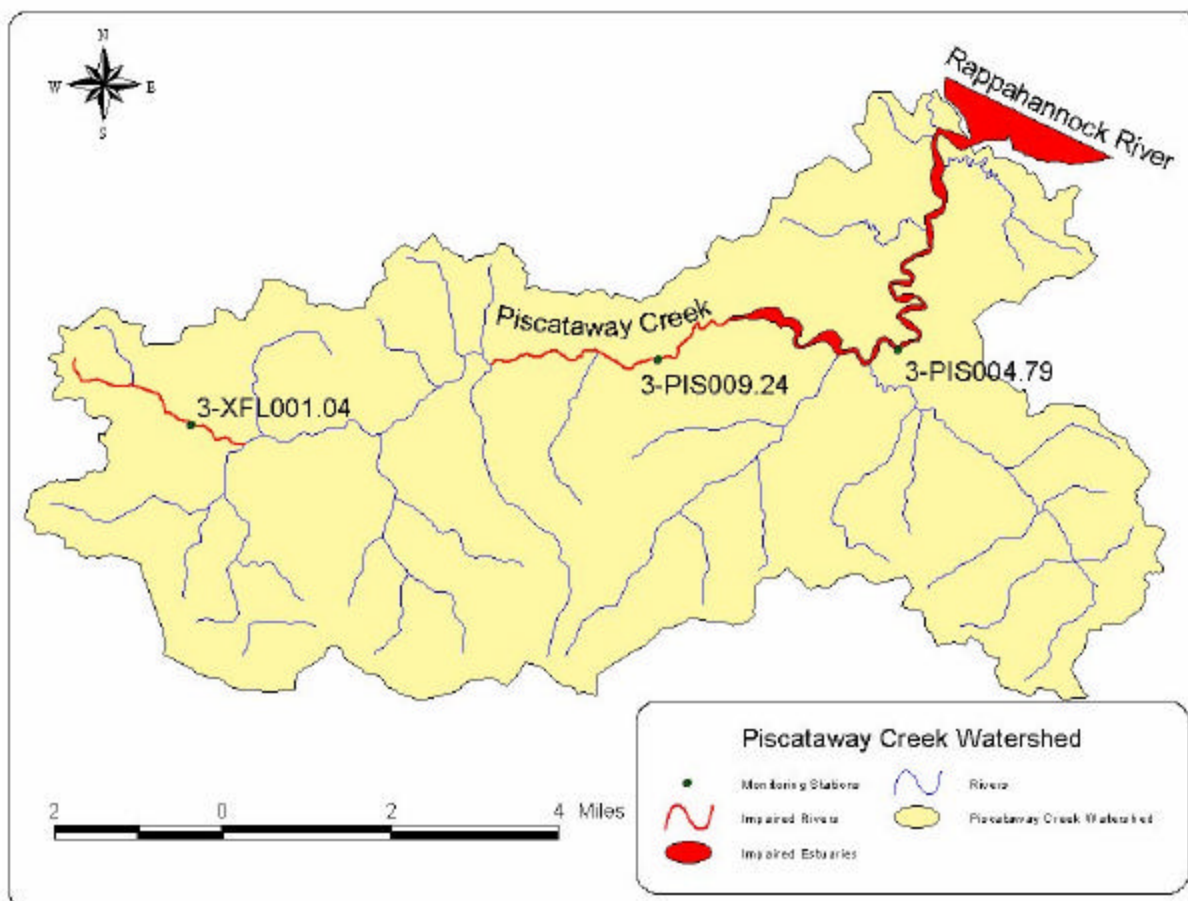 N
W E
S
Rappahannock River
Piscataway Creek
3-PIS004.79
3-PIS009.24
3-XFL001.04
Piscataway Creek Watershed
Monitoring Stations
Rivers
Impaired Rivers
Piscataway Creek Watershed
Impaired Estuaries
2 0 2 4 Miles